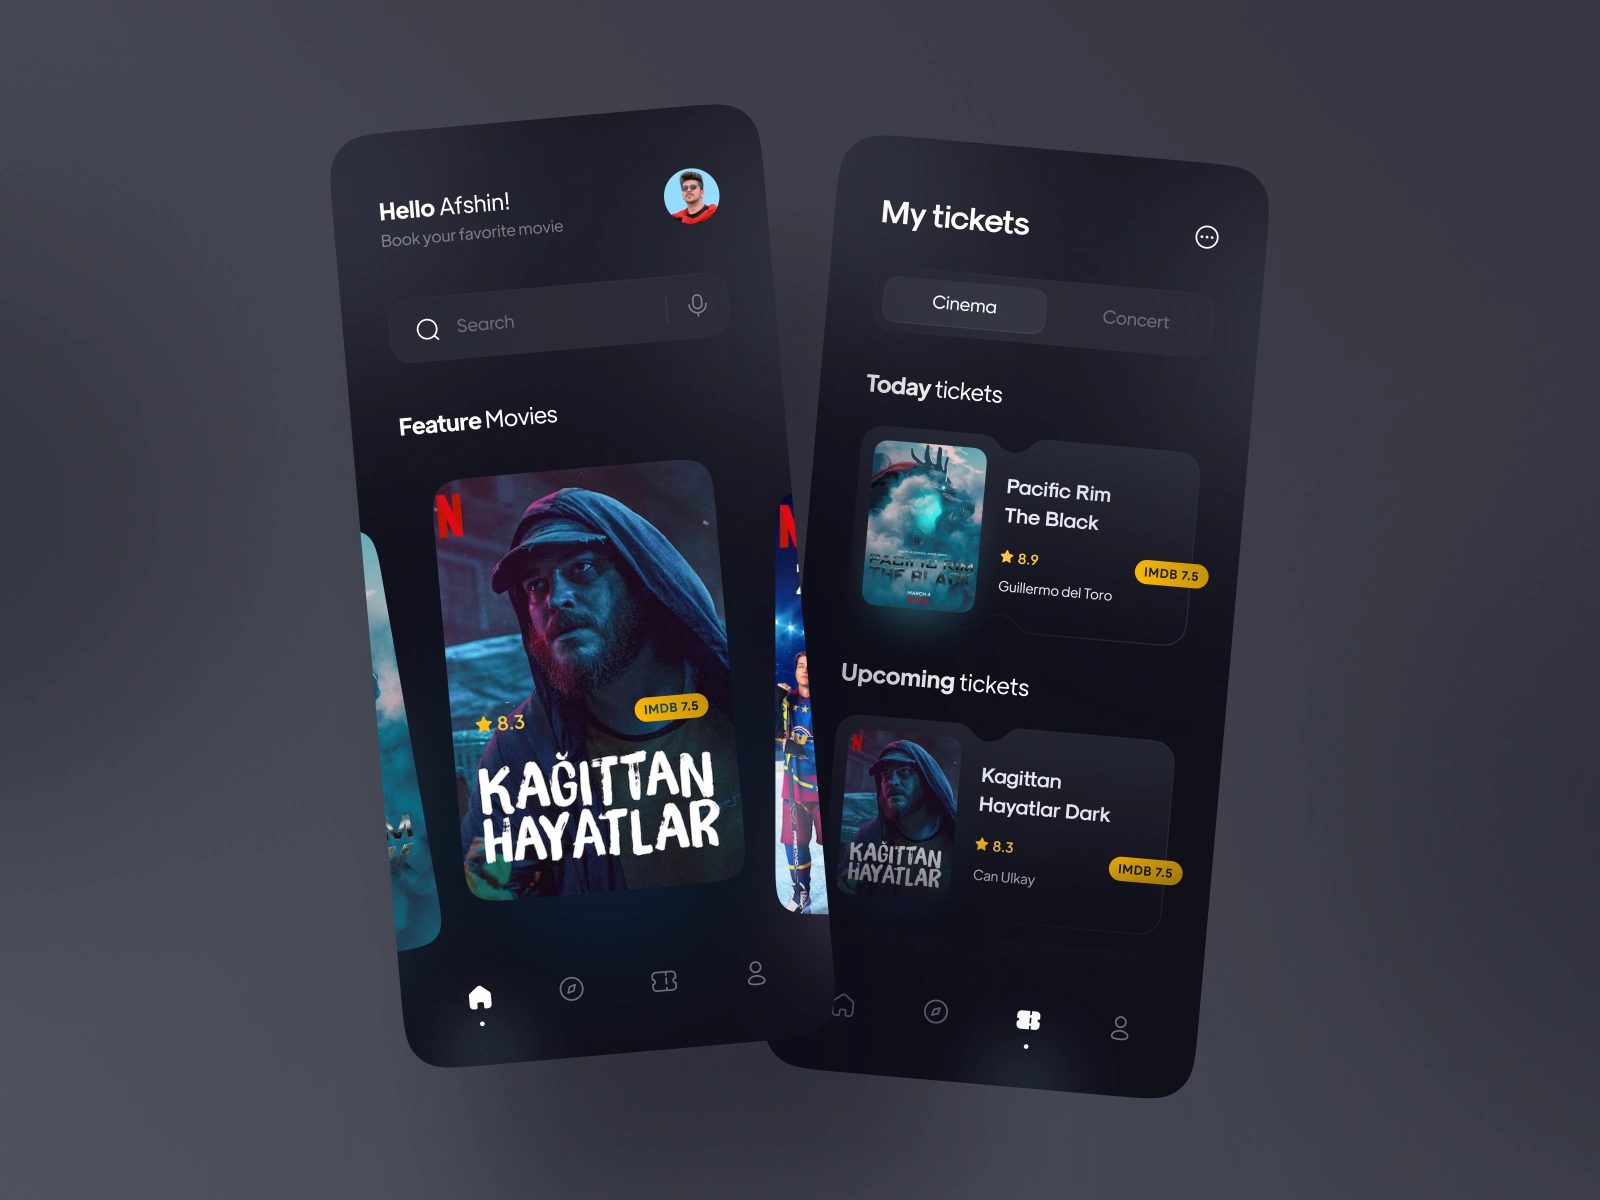 Hello Afshin!
Book your favorite movie
Search
Feature Movies
N
8.3
IMDB 7.5
KAĞITTAN
HAYATLAR
N
My tickets
Cinema
Concert
Today tickets
PACIFIC RIM
THE BLACK
MARCH 4
Pacific Rim
The Black
8.9
IMDB 7.5
Guillermo del Toro
Upcoming tickets
N
KAĞITTAN
HAYATLAR
Kagittan
Hayatlar Dark
8.3
IMDB 7.5
Can Ulkay